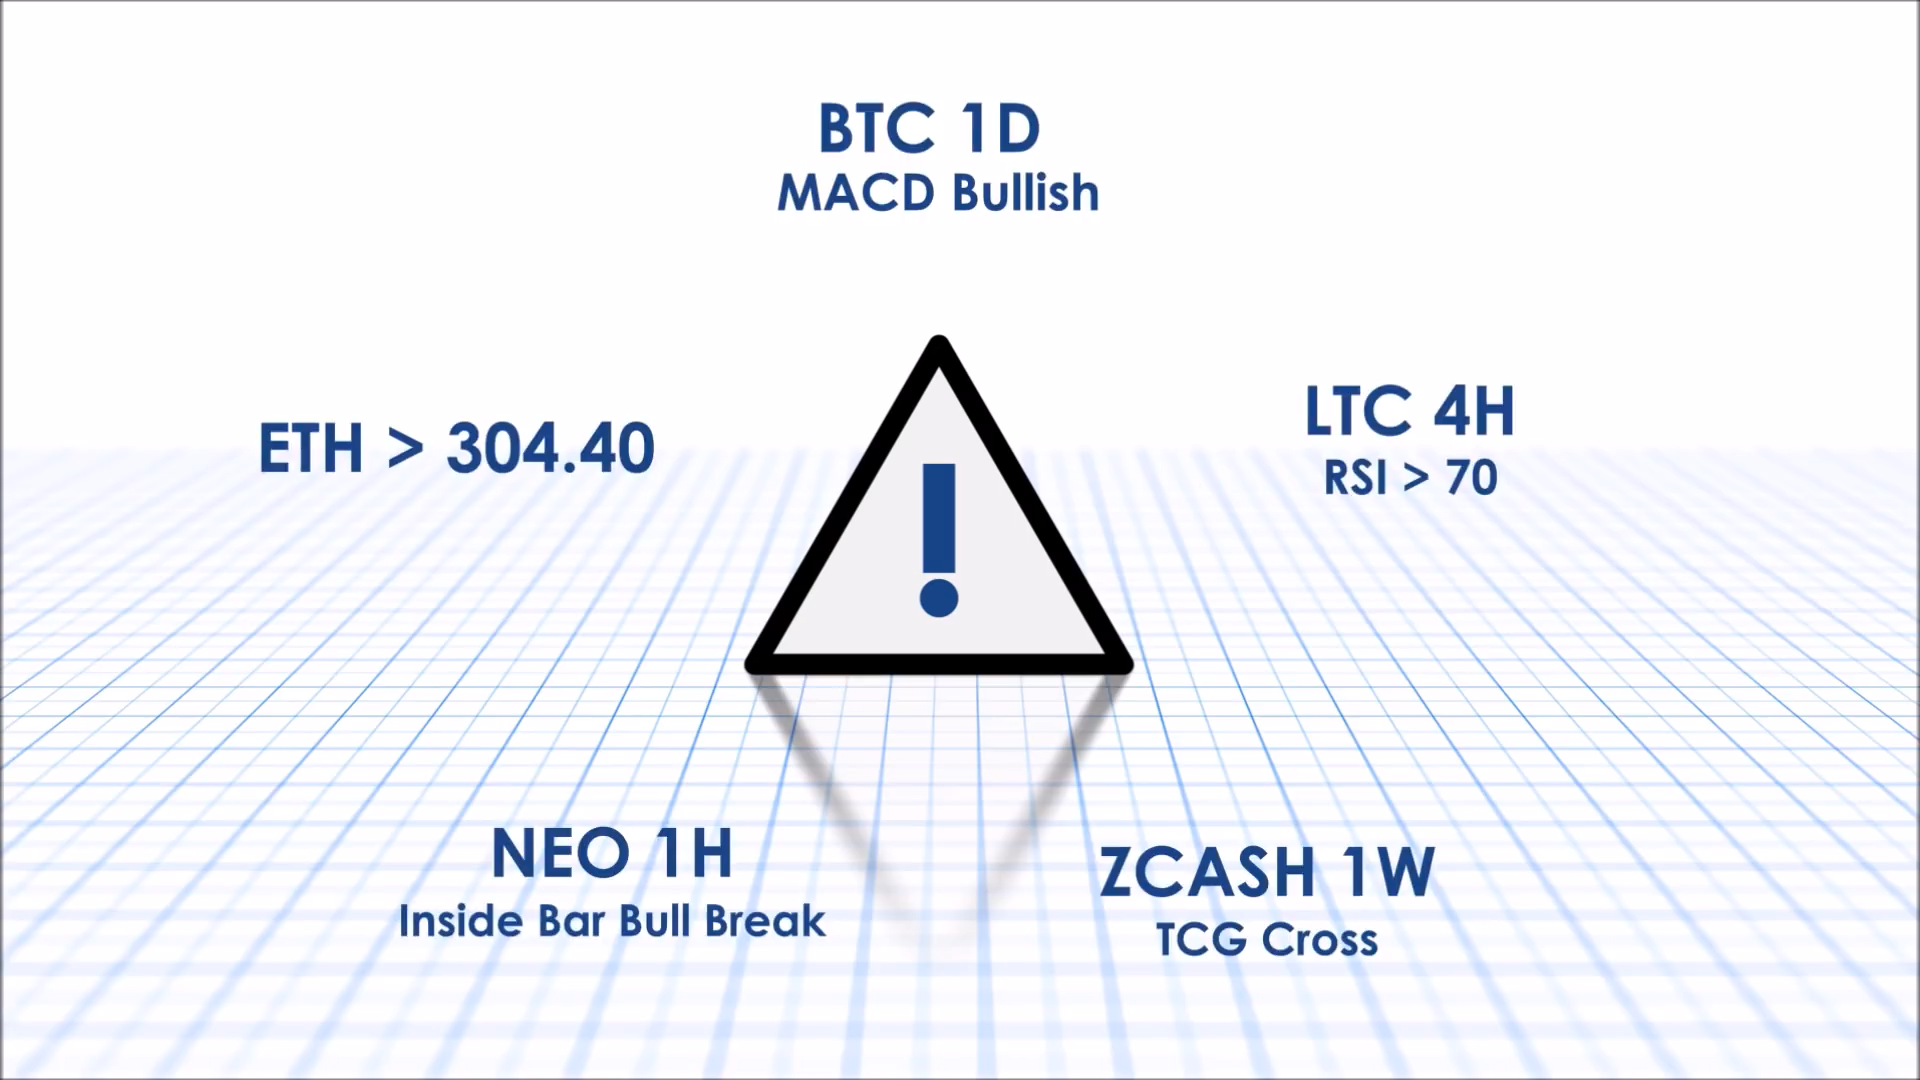 BTC 1D
MACD Bullish
ETH > 304.40
LTC 4H
RSI > 70
!
NEO 1H
Inside Bar Bull Break
ZCASH 1W
TCG Cross